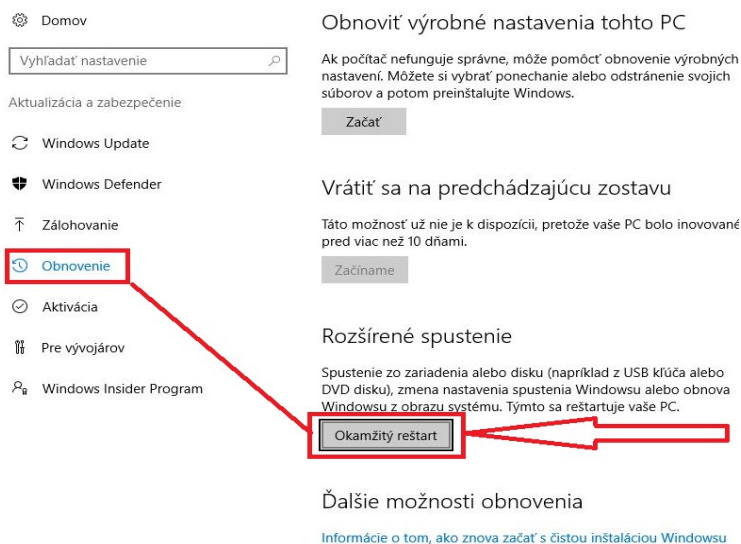 Domov
Vyhľadať nastavenie
Aktualizácia a zabezpečenie
Windows Update
Windows Defender
Zálohovanie
Obnovenie
Aktivácia
Pre vývojárov
Windows Insider Program
Obnoviť výrobné nastavenia tohto PC
Ak počítač nefunguje správne, môže pomôcť obnovenie výrobných
nastavení. Môžete si vybrať ponechanie alebo odstránenie svojich
súborov a potom preinštalujte Windows.
Začať
Vrátiť sa na predchádzajúcu zostavu
Táto možnosť už nie je k dispozícii, pretože vaše PC bolo inovované
pred viac než 10 dňami.
Začíname
Rozšírené spustenie
Spustenie zo zariadenia alebo disku (napríklad z USB kľúča alebo
DVD disku), zmena nastavenia spustenia Windowsu alebo obnova
Windowsu z obrazu systému. Týmto sa reštartuje vaše PC.
Okamžitý reštart
Ďalšie možnosti obnovenia
Informácie o tom, ako znova začať s čistou inštaláciou Windowsu